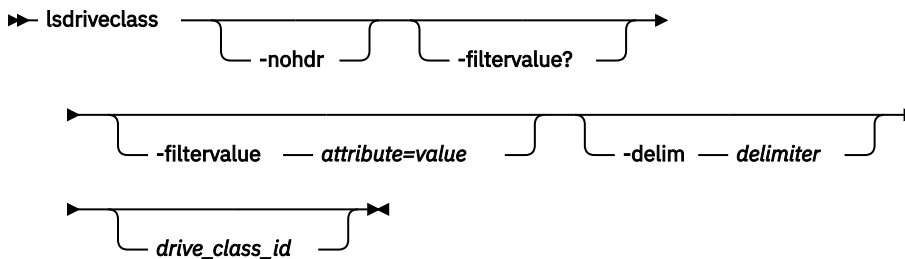 lsdriveclass
-nohdr -filtervalue?
-filtervalue attribute=value -delim delimiter
drive_class_id